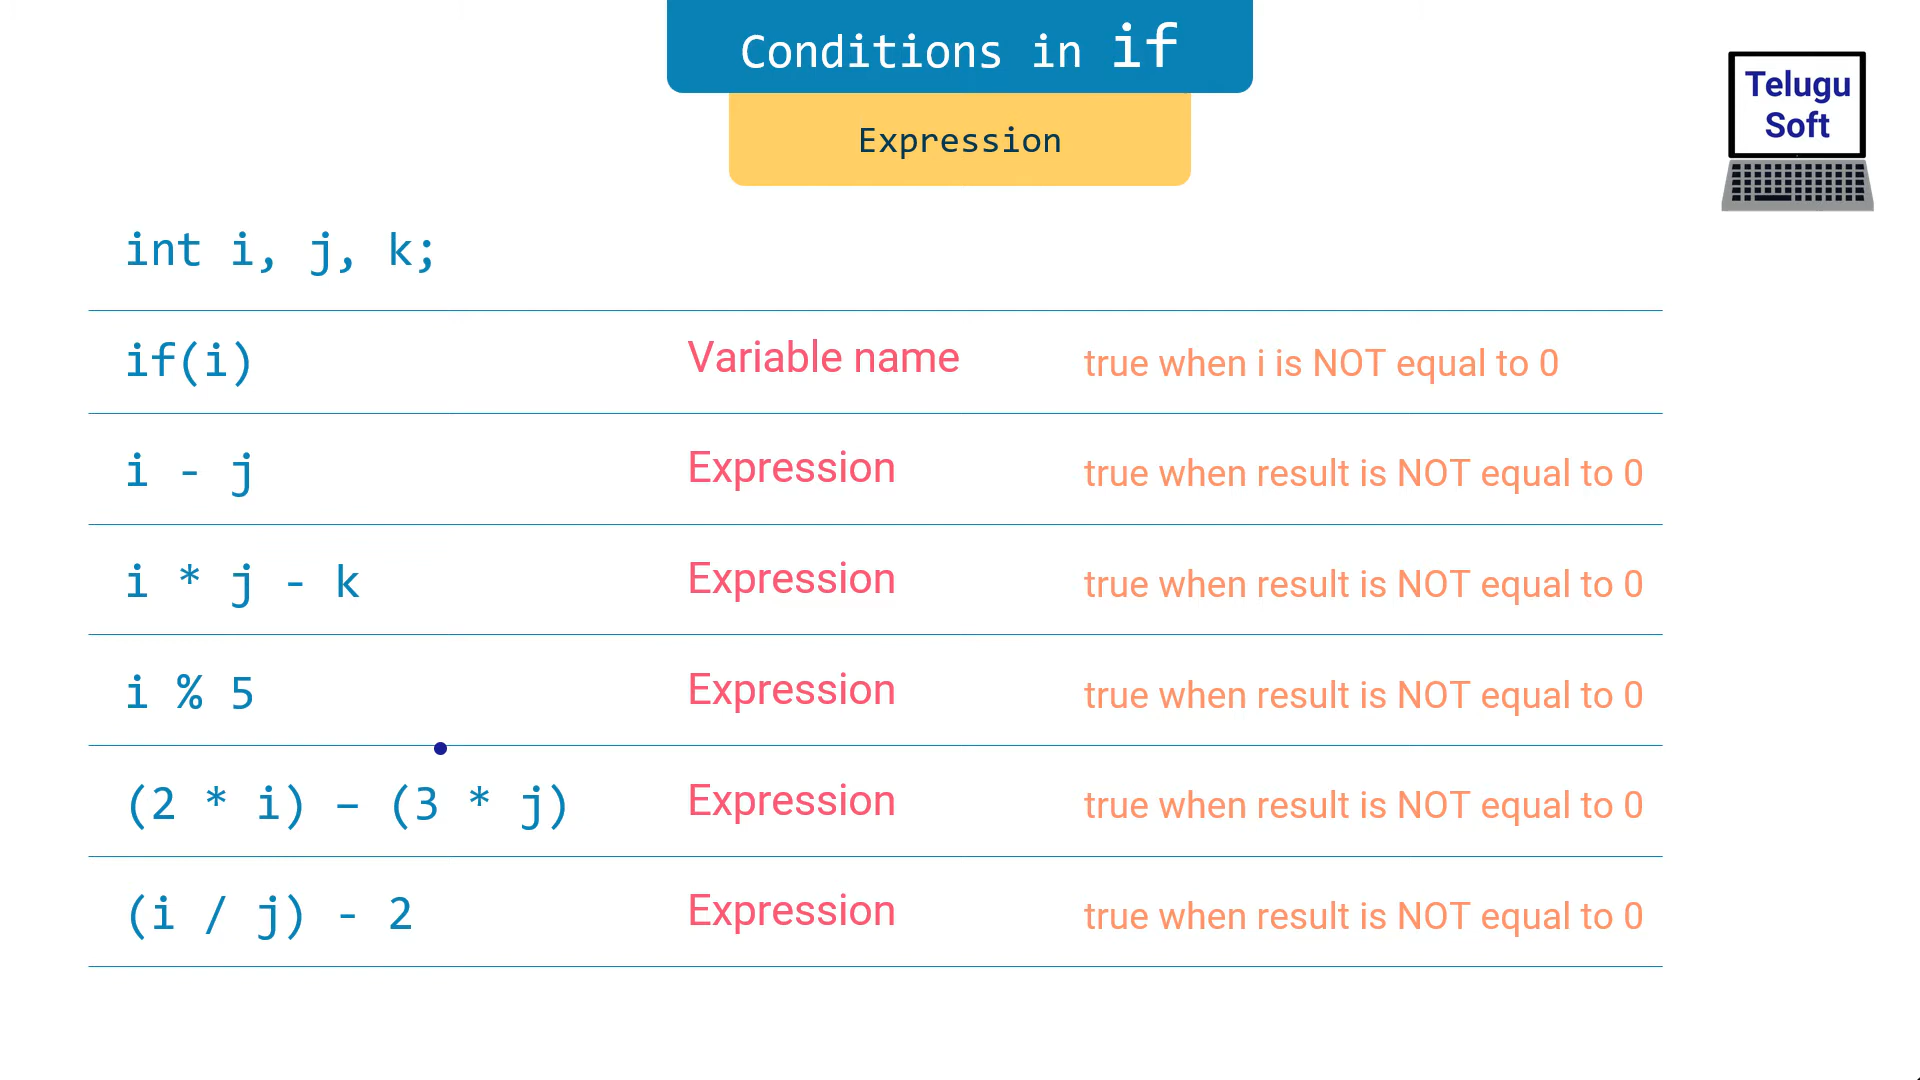 Conditions in if
Expression
Telugu
Soft
int i, j, k;
if(i) Variable name true when i is NOT equal to 0
i - j Expression true when result is NOT equal to 0
i * j - k Expression true when result is NOT equal to 0
i % 5 Expression true when result is NOT equal to 0
(2 * i) – (3 * j) Expression true when result is NOT equal to 0
(i / j) - 2 Expression true when result is NOT equal to 0